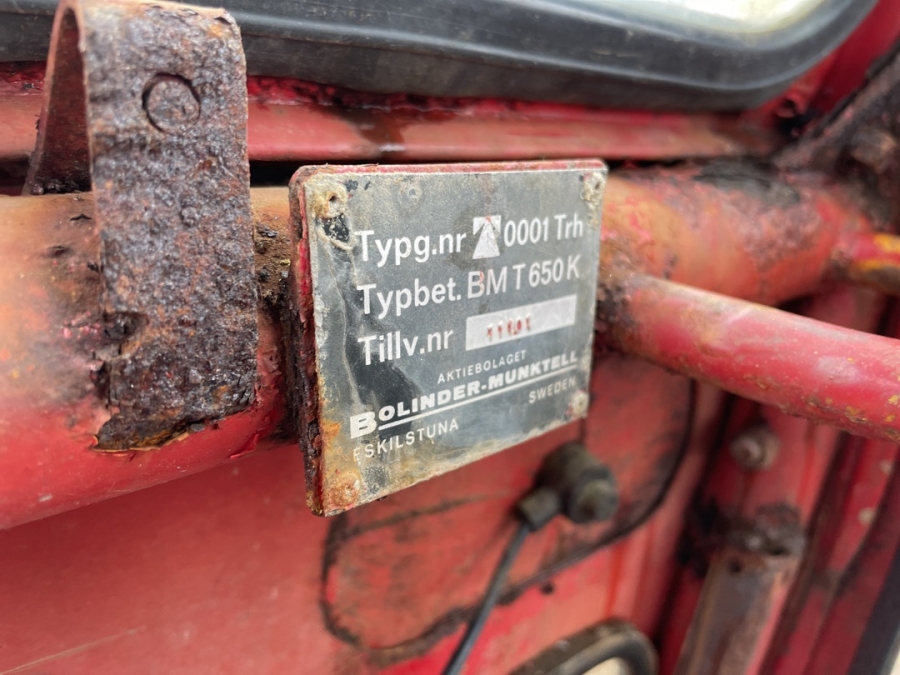 Typg.nr 0001 Trh
Typbet. BM T 650 K
Tillv.nr
AKTIEBOLAGET
BOLINDER-MUNKTELL
ESKILSTUNA SWEDEN